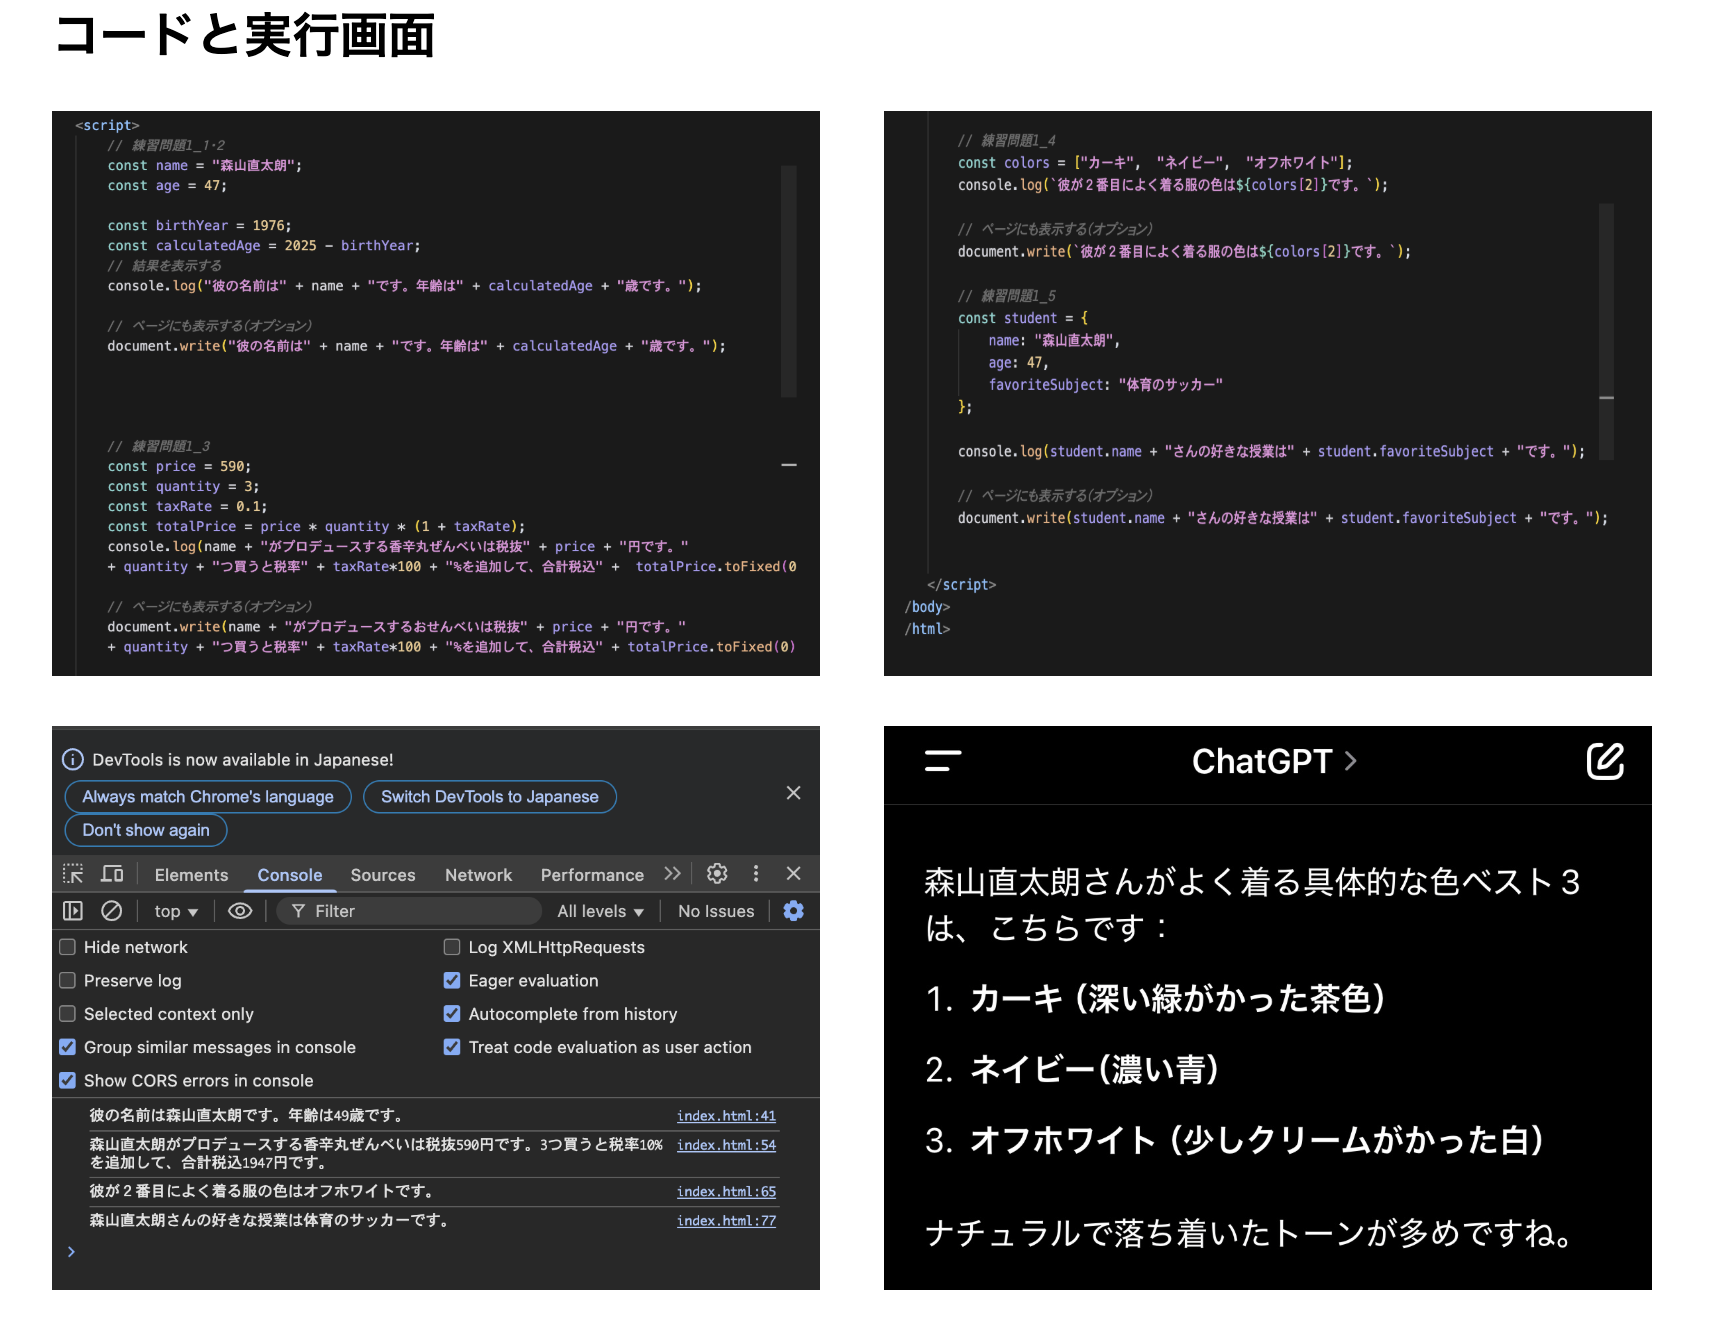 コードと実行画面
<script>
// 練習問題1_1・2
const name = "森山直太朗";
const age = 47;
const birthYear = 1976;
const calculatedAge = 2025 - birthYear;
// 結果を表示する
console.log("彼の名前は" + name + "です。年齢は" + calculatedAge + "歳です。");
// ページにも表示する(オプション)
document.write("彼の名前は" + name + "です。年齢は" + calculatedAge + "歳です。");
// 練習問題1_3
const price = 590;
const quantity = 3;
const taxRate = 0.1;
const totalPrice = price * quantity * (1 + taxRate);
console.log(name + "がプロデュースする香辛丸ぜんべいは税抜" + price + "円です。"
+ quantity + "つ買うと税率" + taxRate*100 + "%を追加して、合計税込" +  totalPrice.toFixed(0
// ページにも表示する(オプション)
document.write(name + "がプロデュースするおせんべいは税抜" + price + "円です。"
+ quantity + "つ買うと税率" + taxRate*100 + "%を追加して、合計税込" + totalPrice.toFixed(0)
// 練習問題1_4
const colors = ["カーキ", "ネイビー", "オフホワイト"];
console.log(`彼が２番目によく着る服の色は${colors[2]}です。`);
// ページにも表示する(オプション)
document.write(`彼が２番目によく着る服の色は${colors[2]}です。`);
// 練習問題1_5
const student = {
name: "森山直太朗",
age: 47,
favoriteSubject: "体育のサッカー"
};
console.log(student.name + "さんの好きな授業は" + student.favoriteSubject + "です。");
// ページにも表示する(オプション)
document.write(student.name + "さんの好きな授業は" + student.favoriteSubject + "です。");
</script>
/body>
/html>
DevTools is now available in Japanese!
Always match Chrome's language Switch DevTools to Japanese
Don't show again
Elements Console Sources Network Performance
top Filter All levels No Issues
Hide network Log XMLHttpRequests
Preserve log Eager evaluation
Selected context only Autocomplete from history
Group similar messages in console Treat code evaluation as user action
Show CORS errors in console
彼の名前は森山直太朗です。年齢は49歳です。 index.html:41
森山直太朗がプロデュースする香辛丸ぜんべいは税抜590円です。3つ買うと税率10% index.html:54
を追加して、合計税込1947円です。
彼が２番目によく着る服の色はオフホワイトです。 index.html:65
森山直太朗さんの好きな授業は体育のサッカーです。 index.html:77
ChatGPT
森山直太朗さんがよく着る具体的な色ベスト３
は、こちらです：
1. カーキ（深い緑がかった茶色）
2. ネイビー（濃い青）
3. オフホワイト（少しクリームがかった白）
ナチュラルで落ち着いたトーンが多めですね。